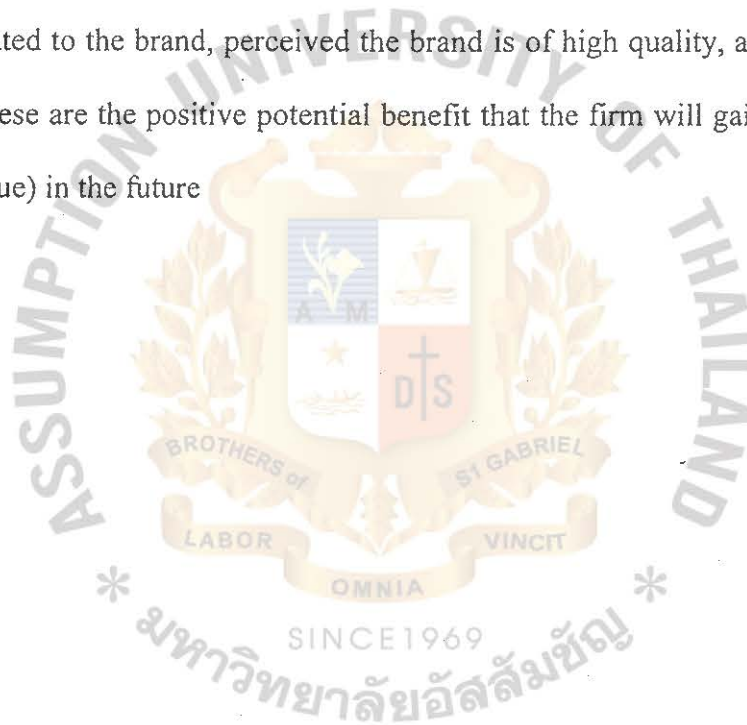 ated to the brand, perceived the brand is of high quality, a
ese are the positive potential benefit that the firm will gai
ue) in the future
ASSUMPTION UNIVERSITY OF THAILAND
A M
D S
BROTHERS of ST GABRIEL
LABOR VINCIT
OMNIA
SINCE1969
* มหาวิทยาลัยอัสสัมชัญ *